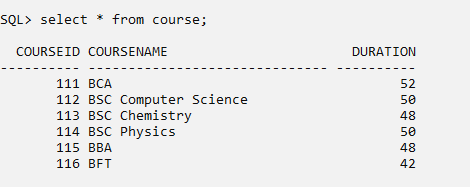 SQL> select * from course;
COURSEID COURSENAME DURATION
---------- ------------------------------ ----------
111 BCA 52
112 BSC Computer Science 50
113 BSC Chemistry 48
114 BSC Physics 50
115 BBA 48
116 BFT 42